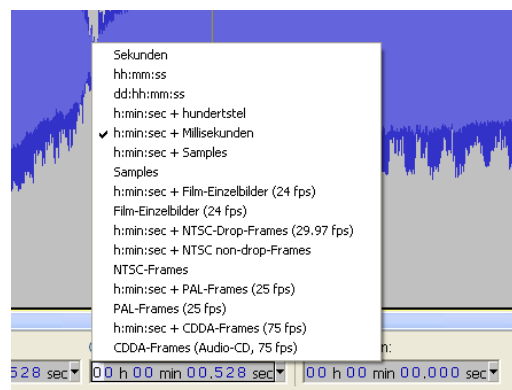 Sekunden
hh:mm:ss
dd:hh:mm:ss
h:min:sec + hundertstel
h:min:sec + Millisekunden
h:min:sec + Samples
Samples
h:min:sec + Film-Einzelbilder (24 fps)
Film-Einzelbilder (24 fps)
h:min:sec + NTSC-Drop-Frames (29.97 fps)
h:min:sec + NTSC non-drop-Frames
NTSC-Frames
h:min:sec + PAL-Frames (25 fps)
PAL-Frames (25 fps)
h:min:sec + CDDA-Frames (75 fps)
CDDA-Frames (Audio-CD, 75 fps)
n:
528 sec 00 h 00 min 00,528 sec 00 h 00 min 00,000 sec